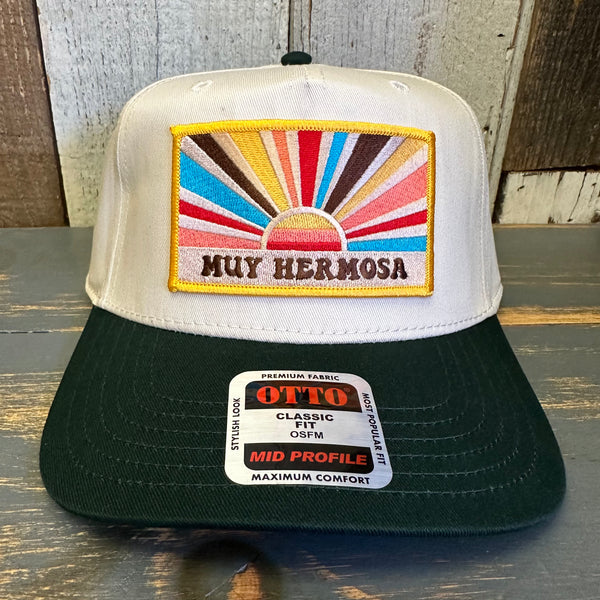 MUY HERMOSA
PREMIUM FABRIC
STYLISH LOOK
OTTO
CLASSIC
FIT
OSFM
MID PROFILE
MOST POPULAR FIT
MAXIMUM COMFORT